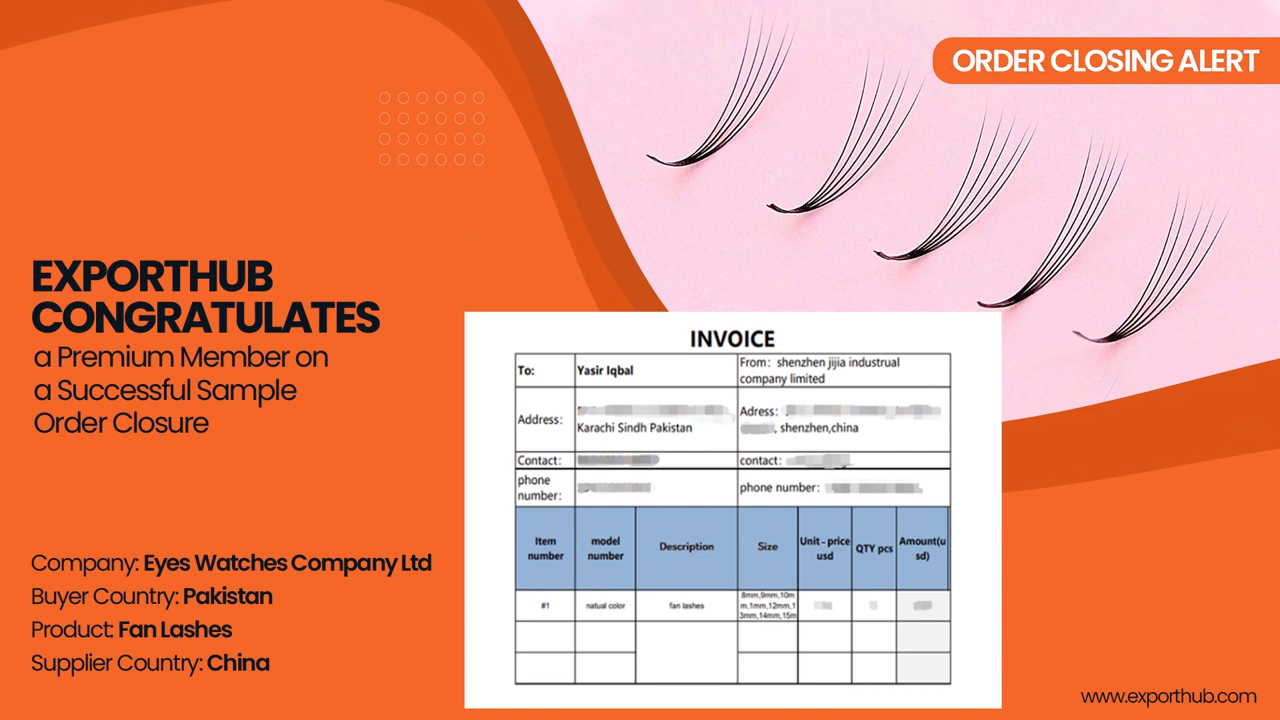 ORDER CLOSING ALERT
EXPORTHUB
CONGRATULATES
a Premium Member on
a Successful Sample
Order Closure
Company: Eyes Watches Company Ltd
Buyer Country: Pakistan
Product: Fan Lashes
Supplier Country: China
INVOICE
To:
Yasir Iqbal
From: shenzhen jijia industrual
company limited
Address:
Karachi Sindh Pakistan
Adress:
, shenzhen,china
Contact:
contact:
phone
number:
phone number:
Item
number
model
number
Description
Size
Unit-price
usd
QTY pcs
Amount(u
sd)
#1
natual color
fan lashes
8mm,9mm,10m
m,1mm,12mm,1
3mm,14mm,15m
www.exporthub.com